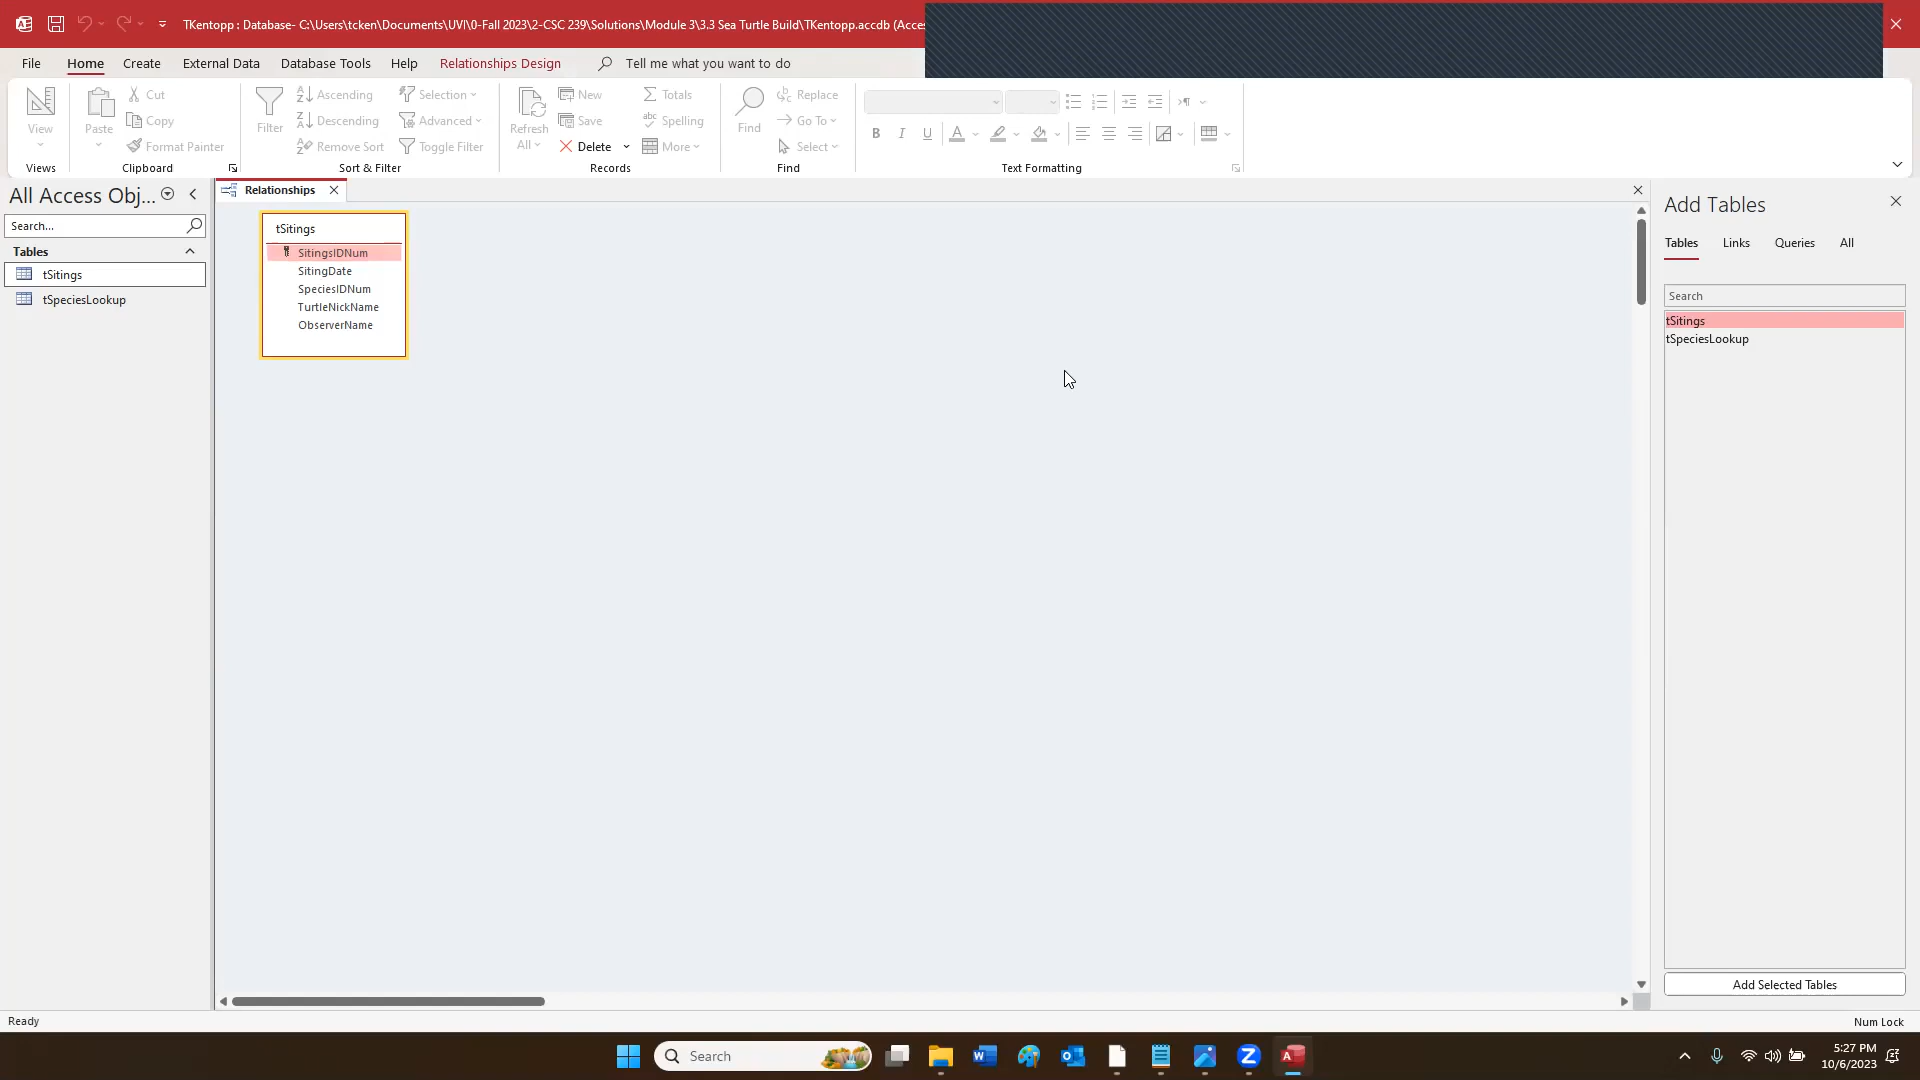 TKentopp : Database- C:\Users\tcken\Documents\UVI\0-Fall 2023\2-CSC 239\Solutions\Module 3\3.3 Sea Turtle Build\TKentopp.accdb (Acces
File Home Create External Data Database Tools Help Relationships Design Tell me what you want to do
View
Views
Paste
Cut
Copy
Format Painter
Clipboard
Filter
Ascending
Descending
Remove Sort
Selection
Advanced
Toggle Filter
Sort & Filter
Refresh
All
New
Save
Delete
Totals
Spelling
More
Records
Find
Replace
Go To
Select
Find
B I U A
Text Formatting
All Access Obj...
Search...
Tables
tSitings
tSpeciesLookup
Relationships
tSitings
SitingsIDNum
SitingDate
SpeciesIDNum
TurtleNickName
ObserverName
Add Tables
Tables Links Queries All
Search
tSitings
tSpeciesLookup
Add Selected Tables
Ready
Num Lock
Search
5:27 PM
10/6/2023